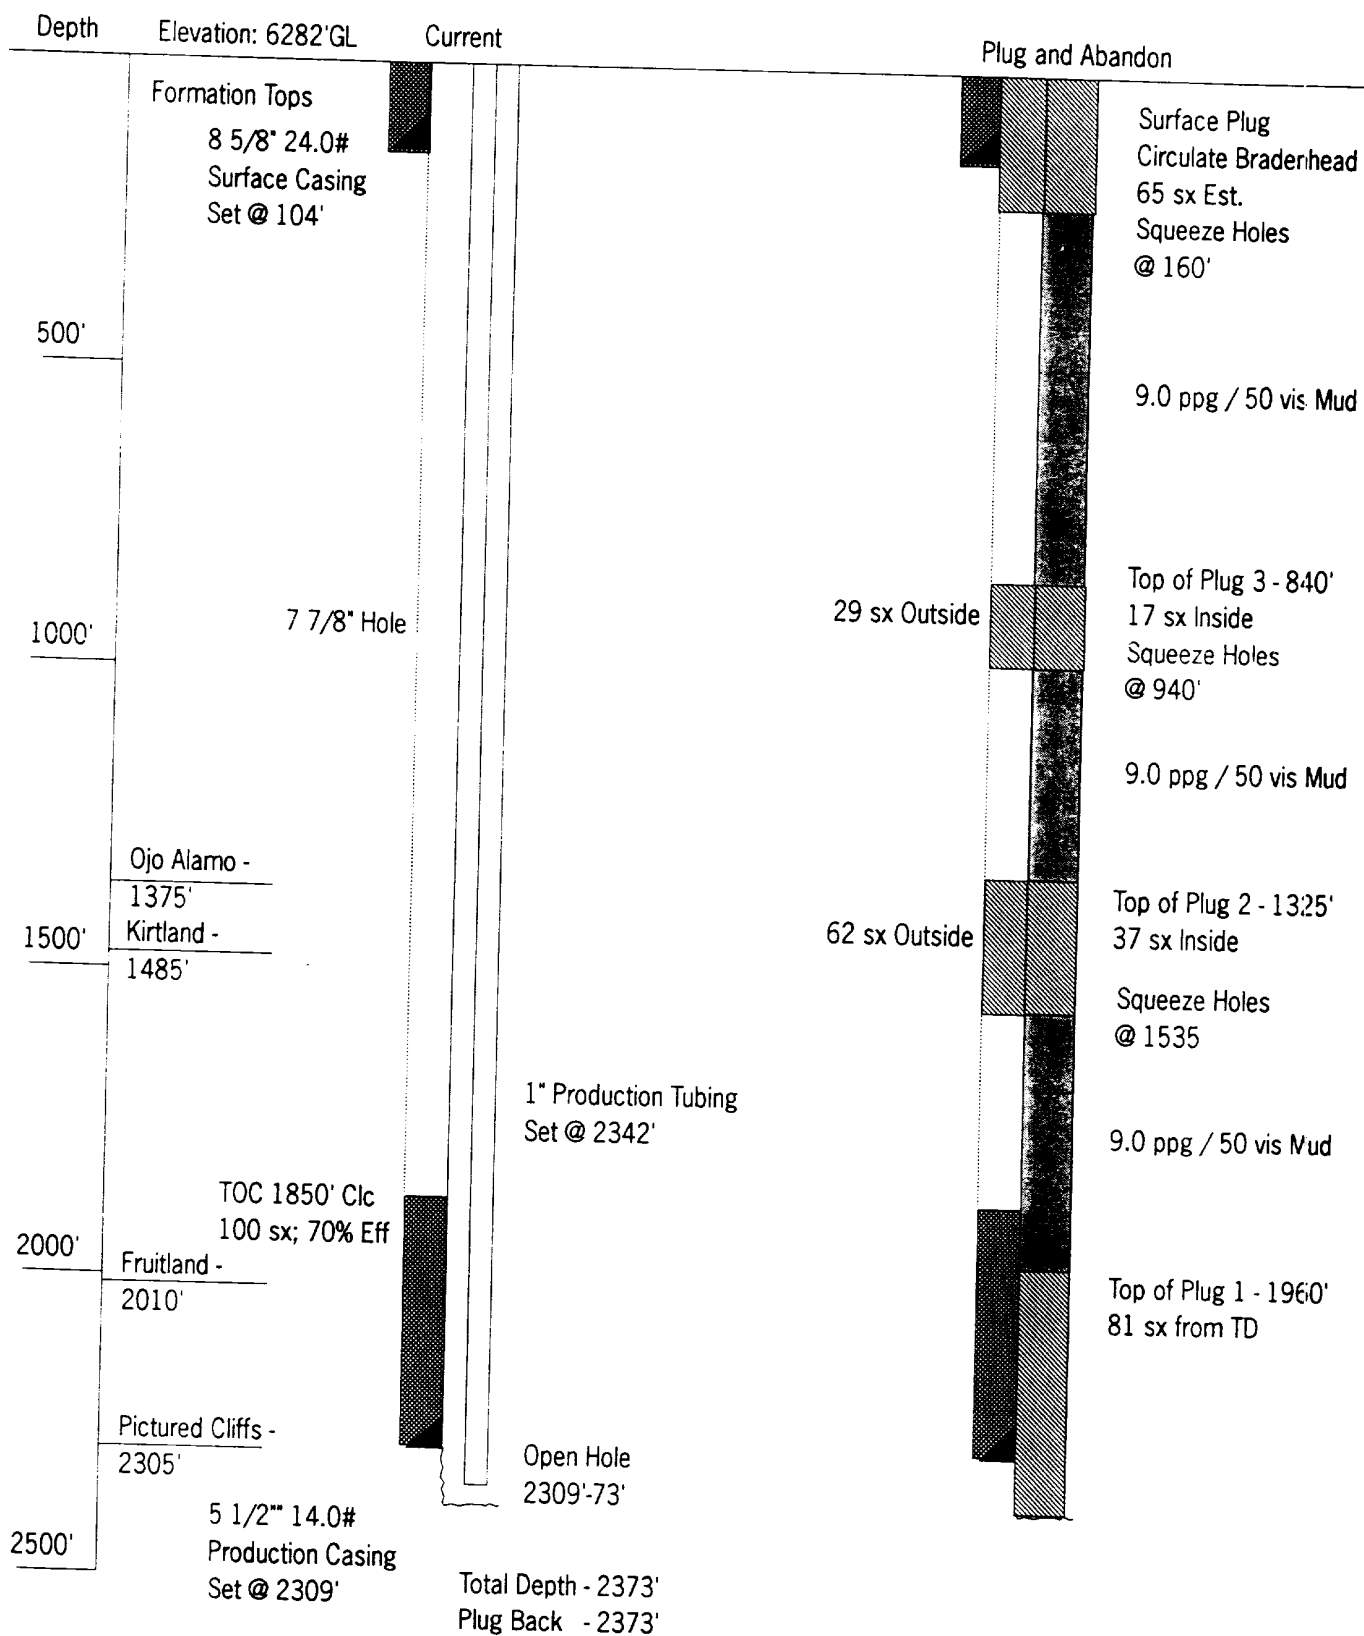 Depth
Elevation: 6282'GL
Current
Plug and Abandon
Formation Tops
8 5/8" 24.0#
Surface Casing
Set @ 104'
Surface Plug
Circulate Bradenhead
65 sx Est.
Squeeze Holes
@ 160'
500'
9.0 ppg / 50 vis Mud
7 7/8" Hole
1000'
29 sx Outside
Top of Plug 3 - 840'
17 sx Inside
Squeeze Holes
@ 940'
9.0 ppg / 50 vis Mud
Ojo Alamo -
1375'
1500'
Kirtland -
1485'
62 sx Outside
Top of Plug 2 - 1325'
37 sx Inside
Squeeze Holes
@ 1535
1" Production Tubing
Set @ 2342'
9.0 ppg / 50 vis Mud
TOC 1850' Clc
100 sx; 70% Eff
2000'
Fruitland -
2010'
Top of Plug 1 - 1960'
81 sx from TD
Pictured Cliffs -
2305'
Open Hole
2309'-73'
5 1/2"" 14.0#
Production Casing
Set @ 2309'
2500'
Total Depth - 2373'
Plug Back - 2373'